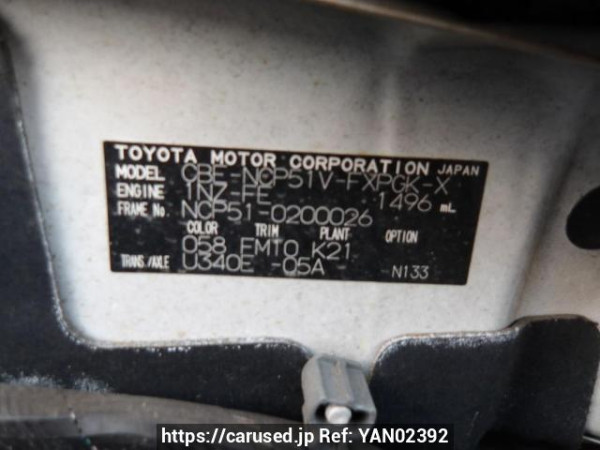 TOYOTA MOTOR CORPORATION JAPAN
MODEL CBE-NCP51V-FXPGK-X
ENGINE 1NZ-FE 1496 mL
FRAME No. NCP51-0200026
COLOR TRIM PLANT OPTION
058 FM10 K21
TRANS./AXLE U340E -05A - N133
https://carused.jp Ref: YAN02392